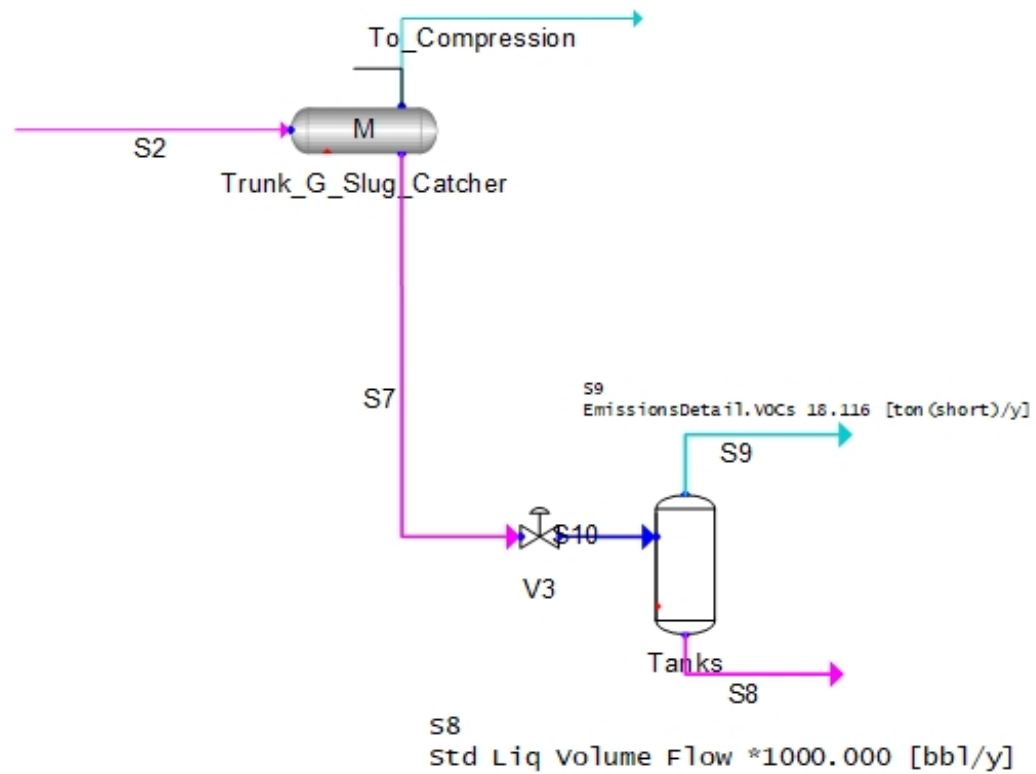 To_Compression
M
S2
Trunk_G_Slug_Catcher
S7
S9
EmissionsDetail.VOCs 18.116 [ton(short)/y]
S9
S10
V3
Tanks
S8
S8
Std Liq Volume Flow *1000.000 [bbl/y]